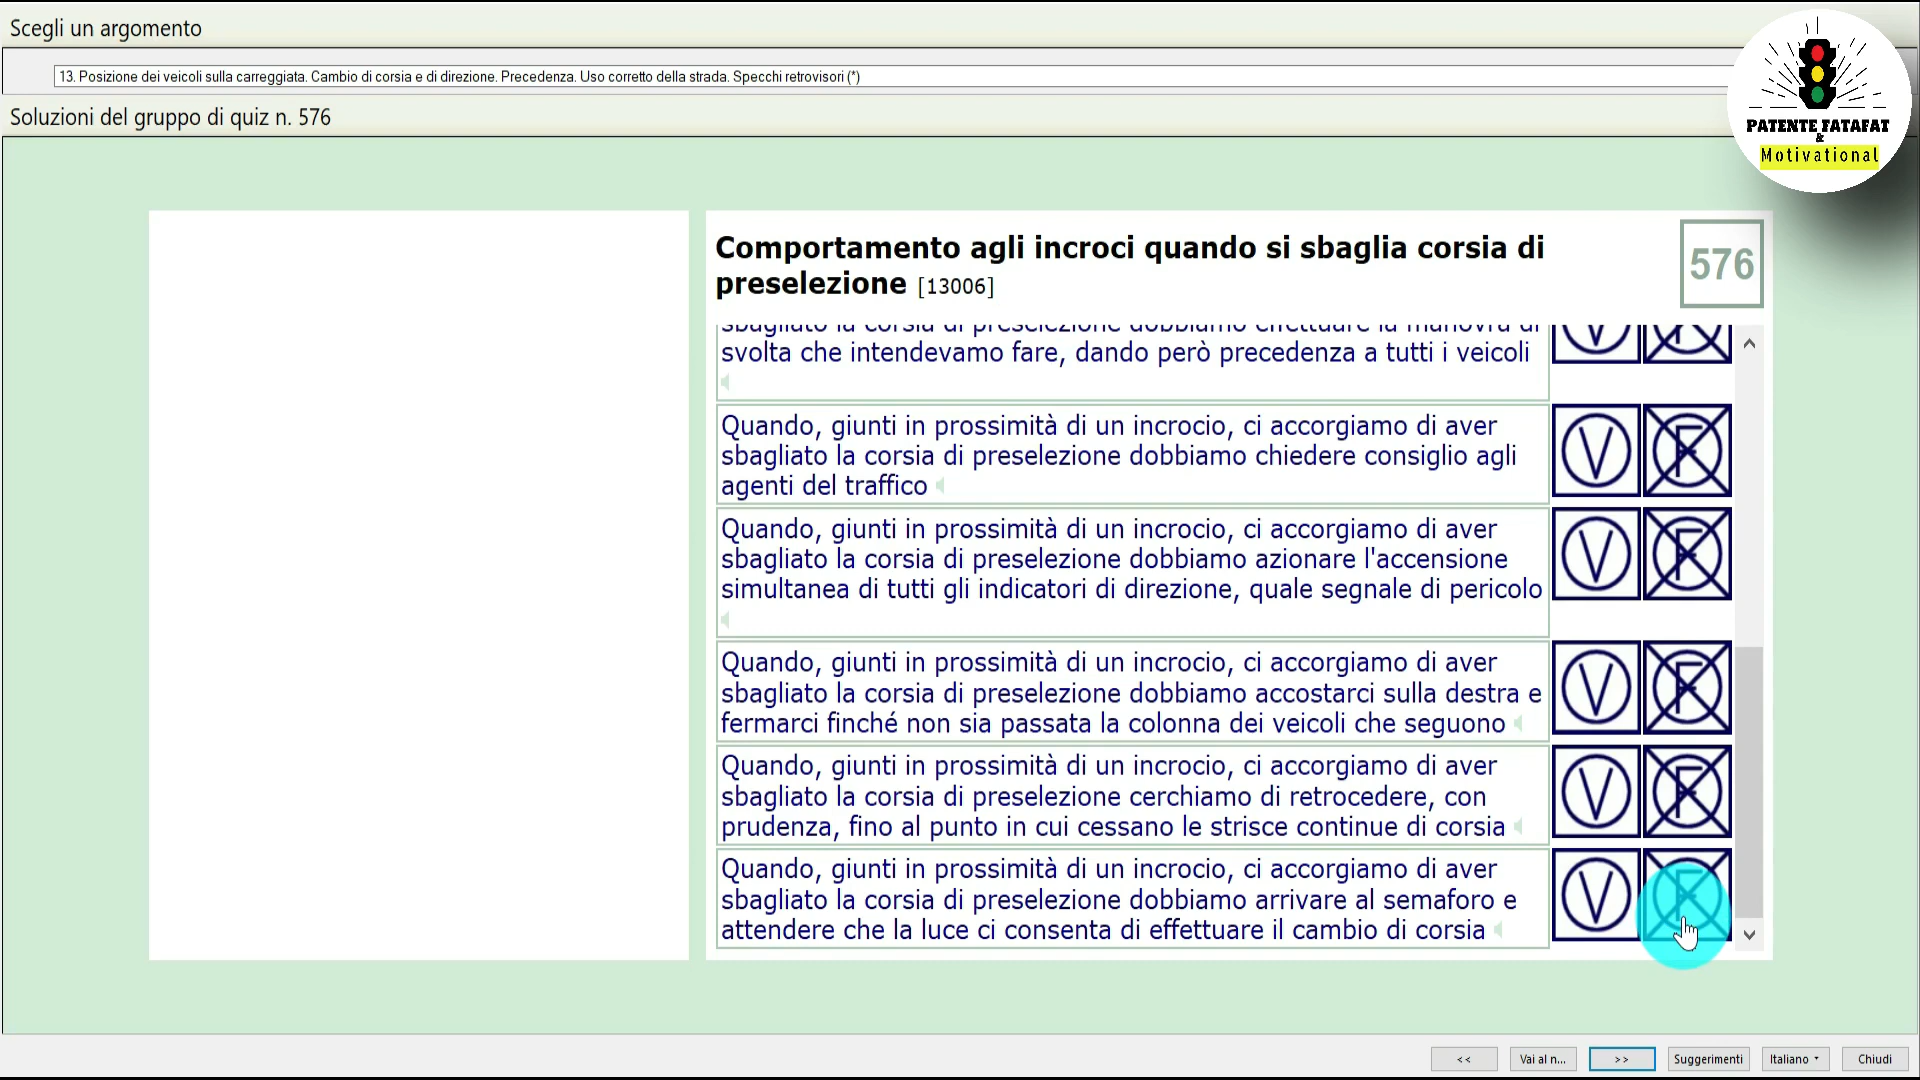 Scegli un argomento
13. Posizione dei veicoli sulla carreggiata. Cambio di corsia e di direzione. Precedenza. Uso corretto della strada. Specchi retrovisori (*)
Soluzioni del gruppo di quiz n. 576
PATENTE FATAFAT
&
Motivational
Comportamento agli incroci quando si sbaglia corsia di
preselezione [13006]
576
sbagliato la corsia di preselezione dobbiamo effettuare la manovra di
svolta che intendevamo fare, dando però precedenza a tutti i veicoli
V F
Quando, giunti in prossimità di un incrocio, ci accorgiamo di aver
sbagliato la corsia di preselezione dobbiamo chiedere consiglio agli
agenti del traffico
V F
Quando, giunti in prossimità di un incrocio, ci accorgiamo di aver
sbagliato la corsia di preselezione dobbiamo azionare l'accensione
simultanea di tutti gli indicatori di direzione, quale segnale di pericolo
V F
Quando, giunti in prossimità di un incrocio, ci accorgiamo di aver
sbagliato la corsia di preselezione dobbiamo accostarci sulla destra e
fermarci finché non sia passata la colonna dei veicoli che seguono
V F
Quando, giunti in prossimità di un incrocio, ci accorgiamo di aver
sbagliato la corsia di preselezione cerchiamo di retrocedere, con
prudenza, fino al punto in cui cessano le strisce continue di corsia
V F
Quando, giunti in prossimità di un incrocio, ci accorgiamo di aver
sbagliato la corsia di preselezione dobbiamo arrivare al semaforo e
attendere che la luce ci consenta di effettuare il cambio di corsia
V F
<< Vai al n... >> Suggerimenti Italiano Chiudi